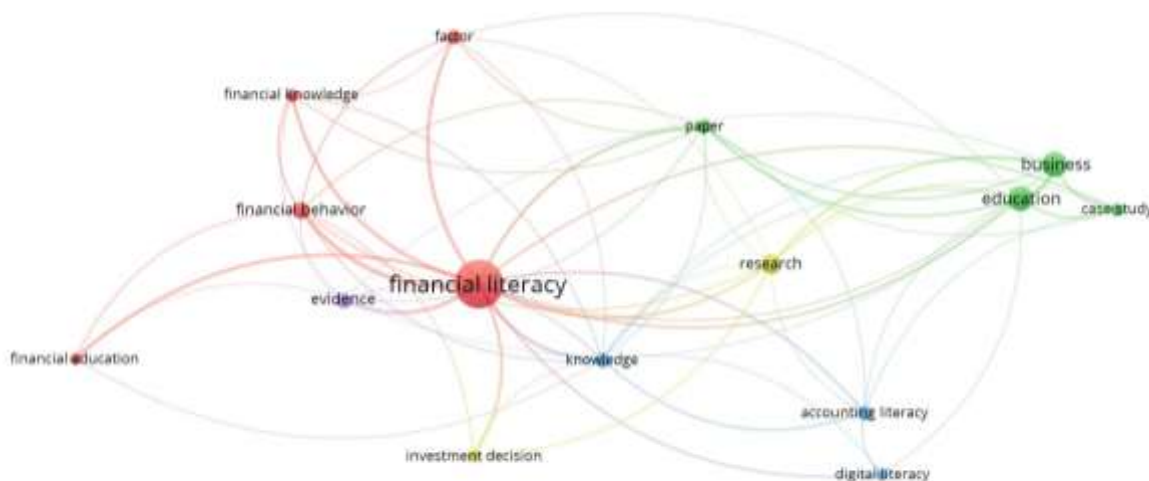 factor
financial knowledge
paper
business
education
case study
financial behavior
research
financial literacy
evidence
financial education
knowledge
accounting literacy
investment decision
digital literacy